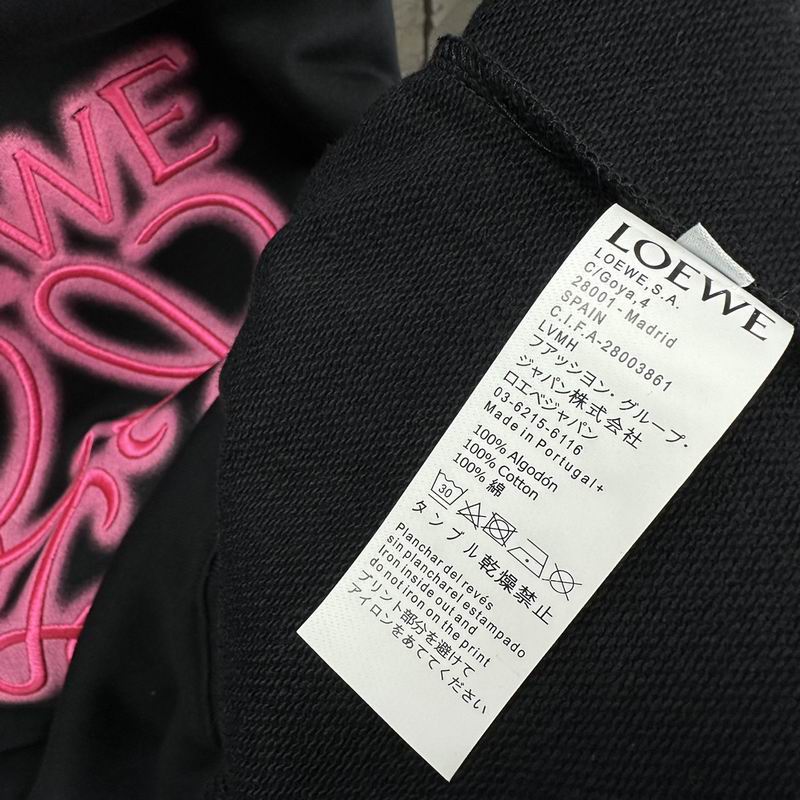 EWE
LOEWE
LOEWE,S.A.
C/Goya,4
28001 - Madrid
SPAIN
C.I.F.A-28003861
LVMH
フアッション・グループ・
ジャパン株式会社
ロエベジャパン
03-6215-6116
Made in Portugal+
100% Algodón
100% Cotton
100% 綿
30
タンブル乾燥禁止
Planchar del revés
sin plancharel estampado
Iron inside out and
do not iron on the print
プリント部分を避けて
アイロンをあててください